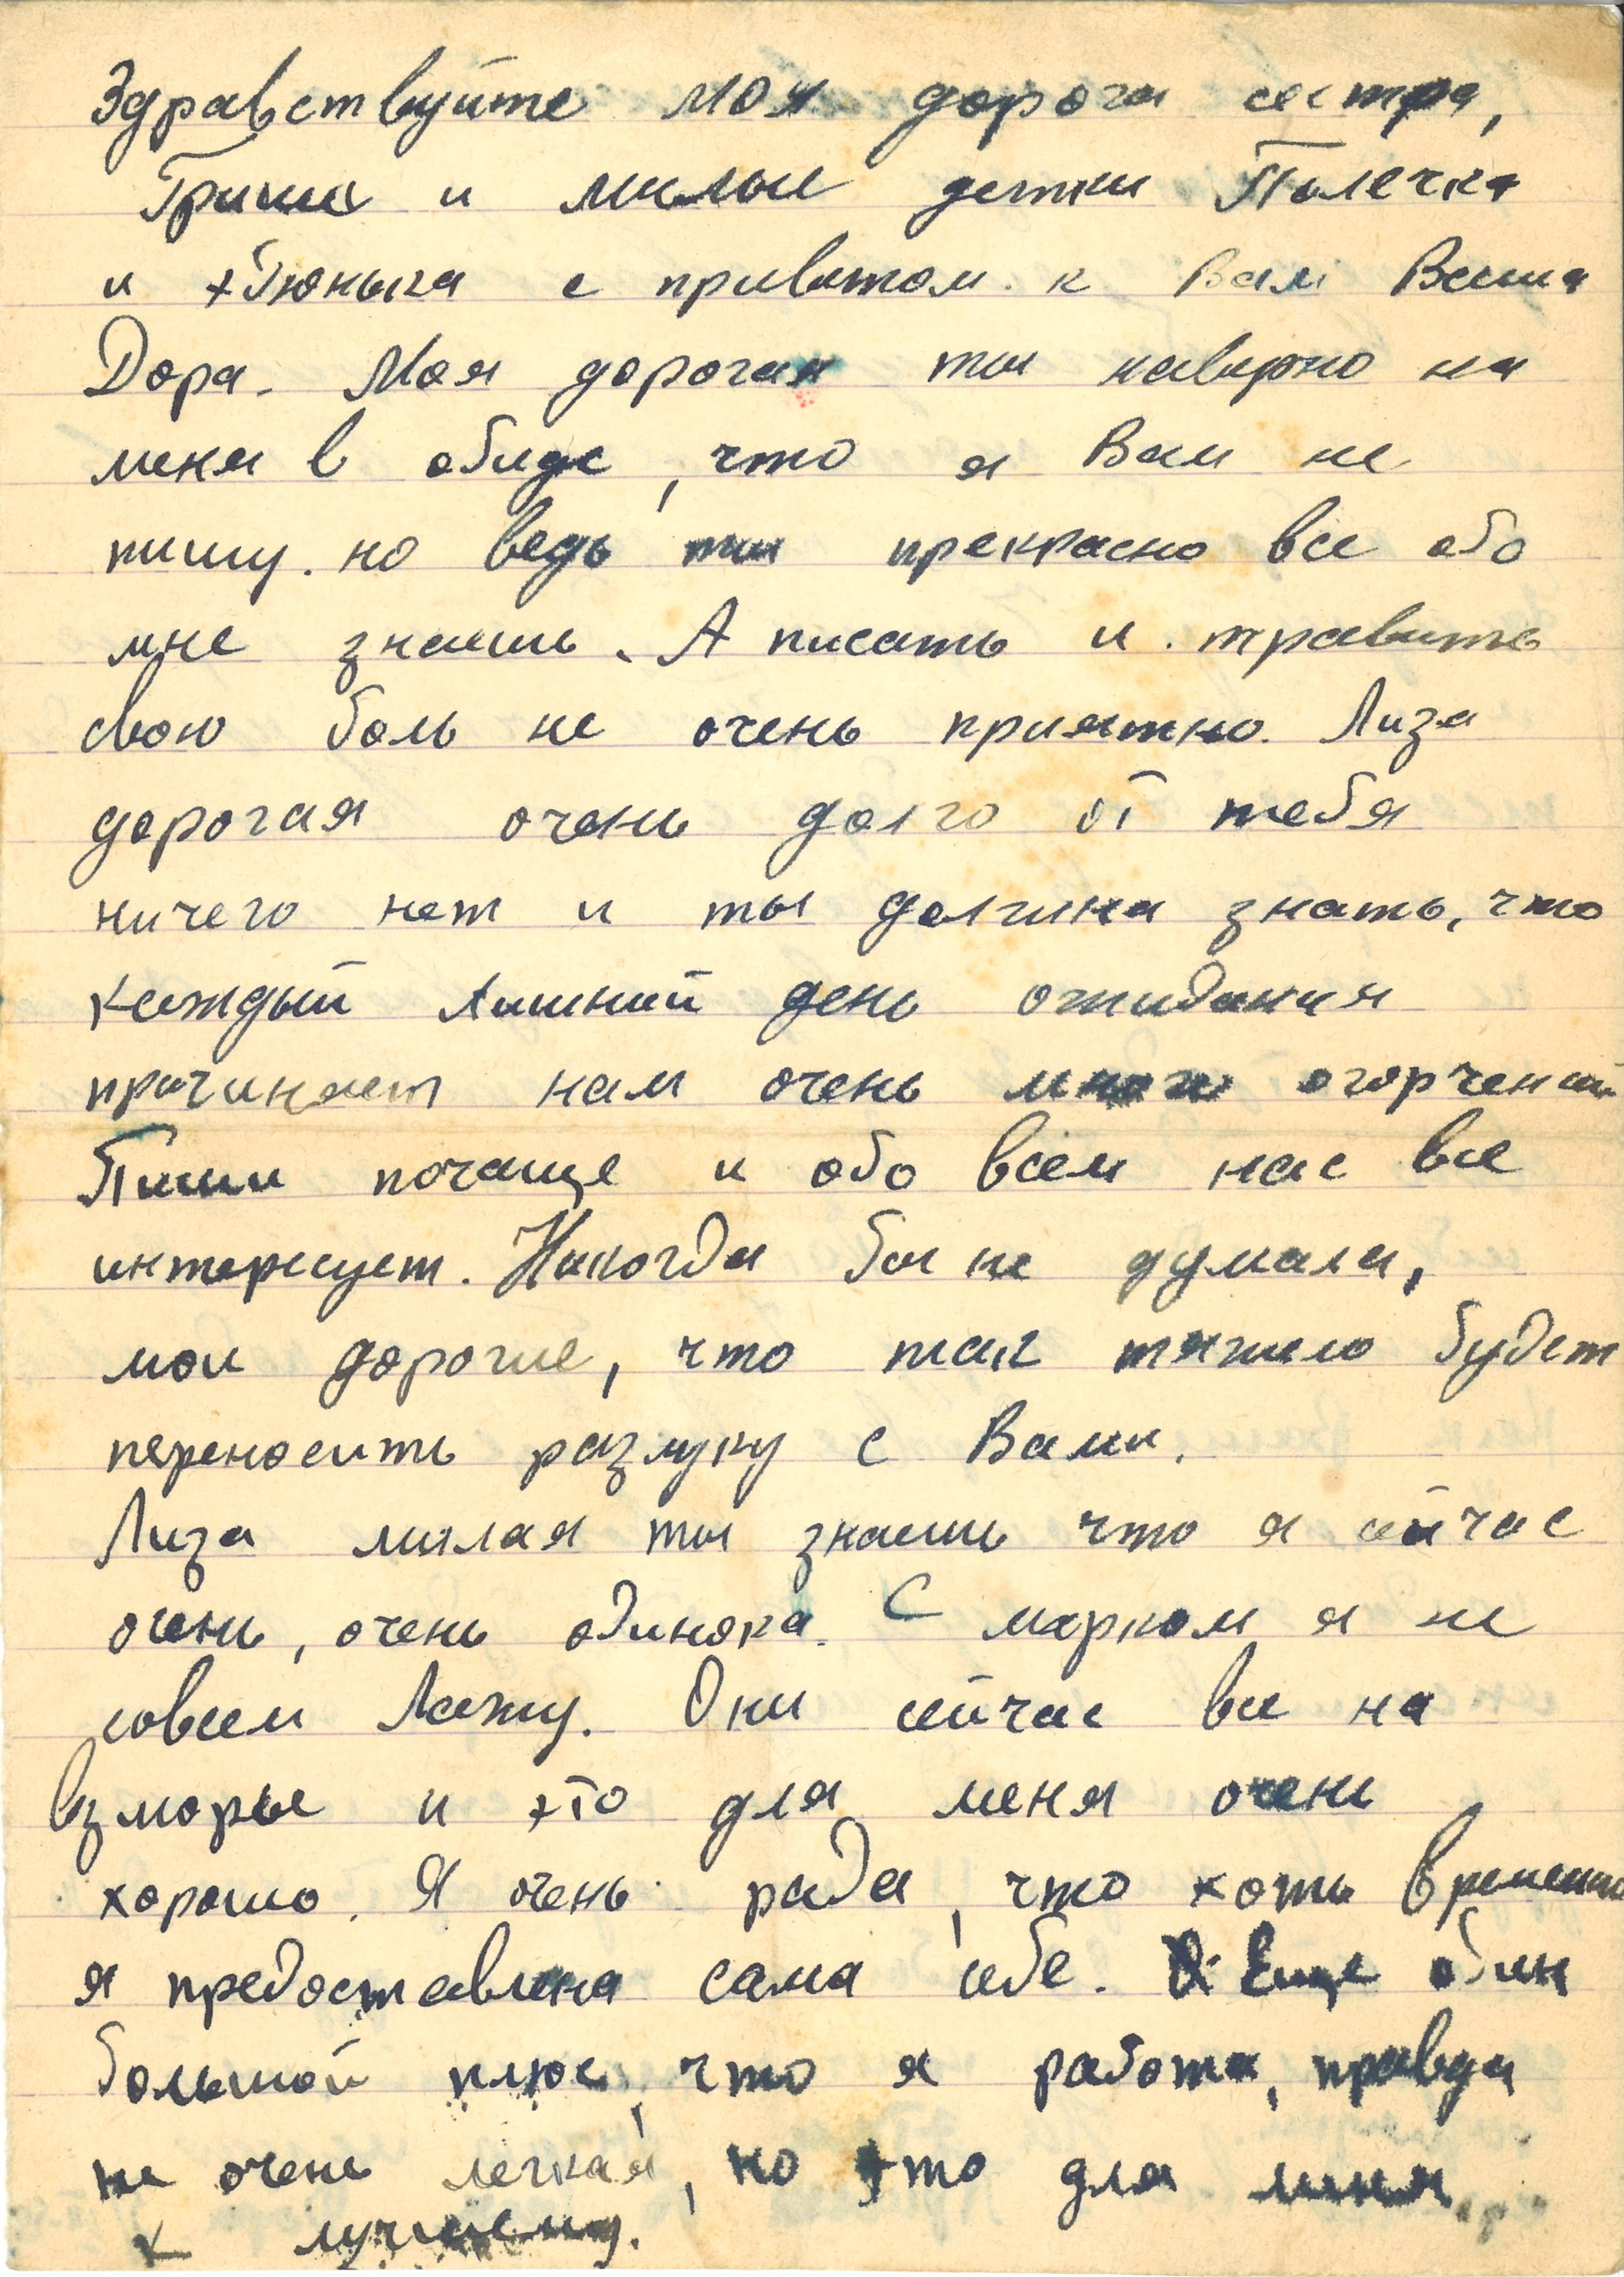 Здравствуйте моя дорога сестра,
Гриша и милые детки Полечка
и с приветом к Вам Ваша
Дора. Моя дорогая ты наверно на
меня в обиде, что я Вам не
пишу. но ведь ты прекрасно все обо
мне знаешь. А писать и травить
свою боль не очень приятно. Лиза
дорогая очень долго от тебя
ничего нет и ты должна знать, что
каждый лишний день ожидания
причиняет нам очень много огорчений
Пиши почаще и обо всем нас все
интересует. Никогда бы не думала,
мои дорогие, что так тяжело будет
переносить разлуку с Вами.
Лиза милая ты знаешь что я сейчас
очень, очень одинока. С марком я не
совсем лажу. Они сейчас все на
взморье и это для меня очень
хорошо. Я очень рада, что хоть временно
я предоставлена сама себе. Еще один
большой плюс, что я работа, правда
не очень легкая, но это для меня
к лучшему.